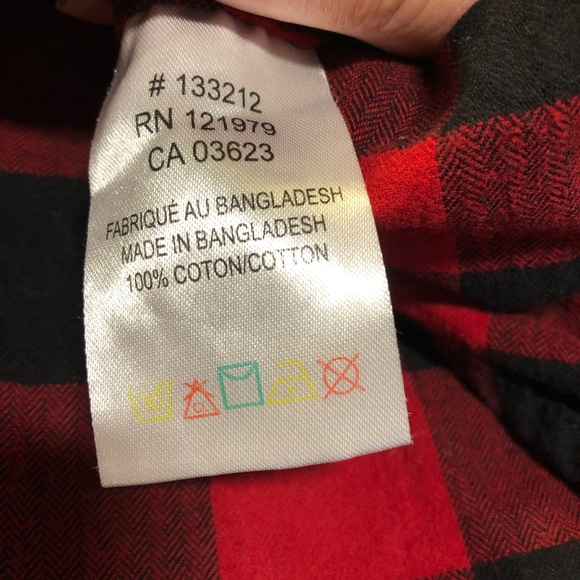 # 133212
RN 121979
CA 03623
FABRIQUÉ AU BANGLADESH
MADE IN BANGLADESH
100% COTON/COTTON